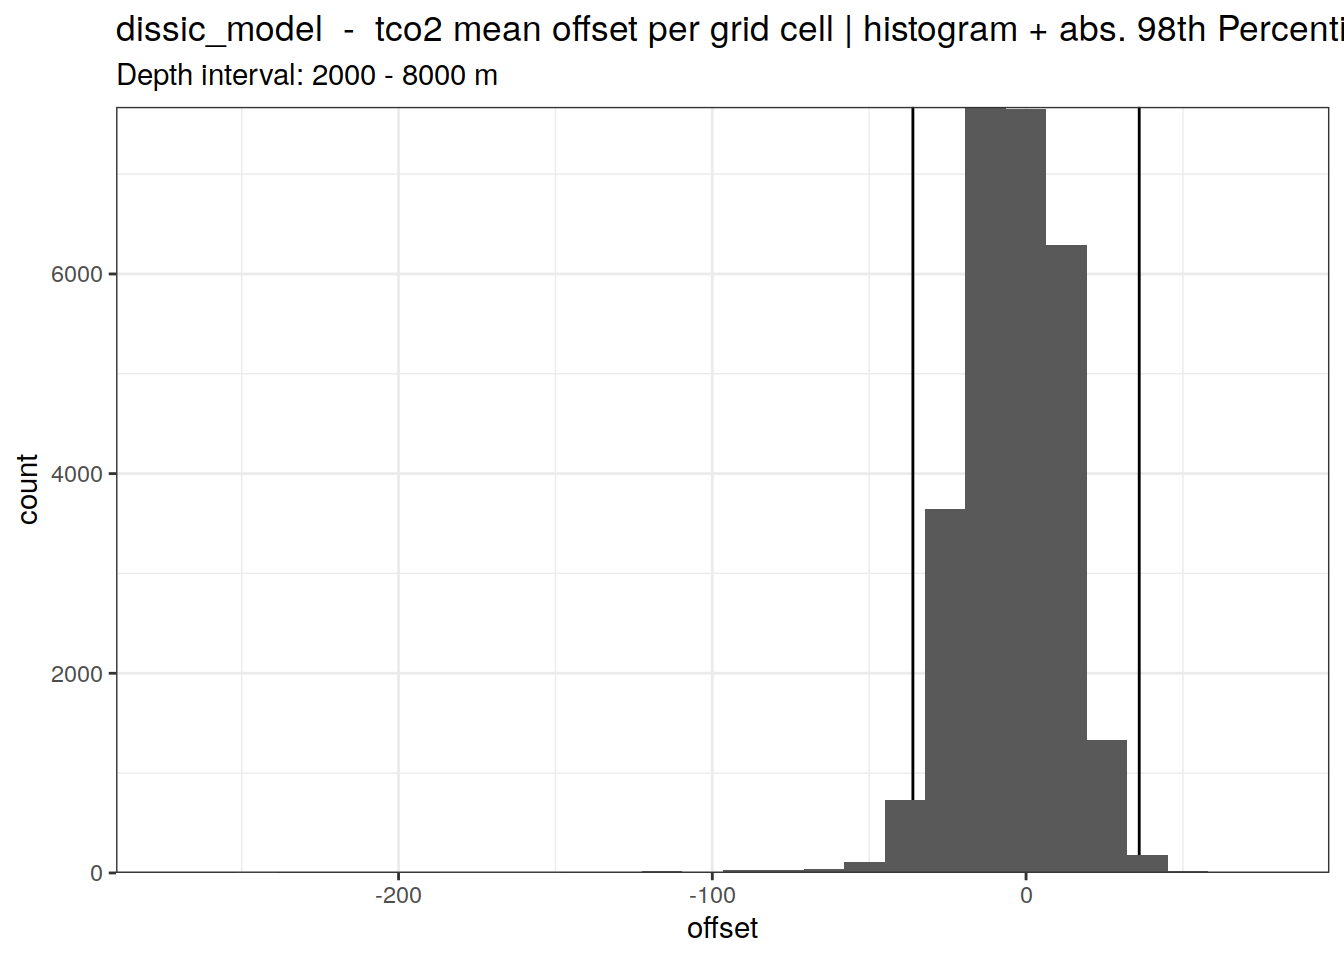 dissic_model - tco2 mean offset per grid cell | histogram + abs. 98th Percenti
Depth interval: 2000 - 8000 m
6000
4000
2000
0
count
-200
-100
0
offset